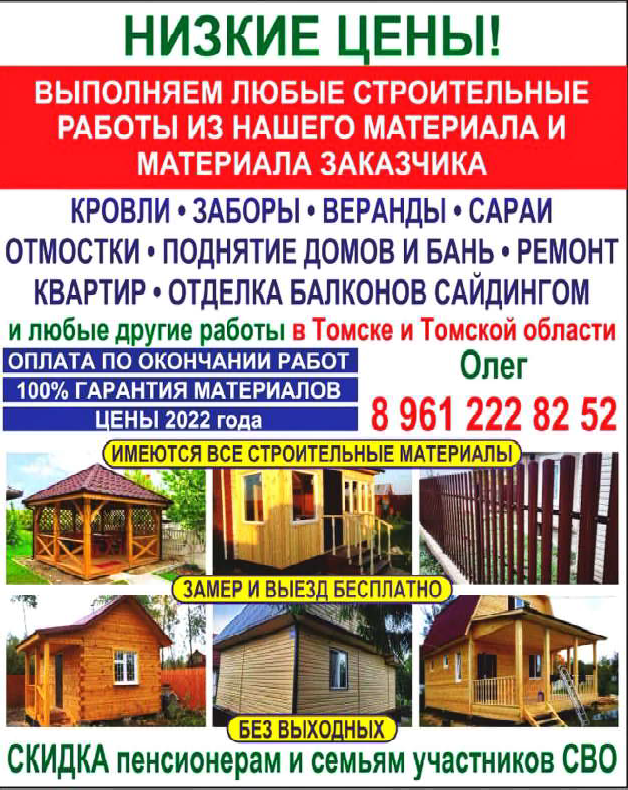 НИЗКИЕ ЦЕНЫ!
ВЫПОЛНЯЕМ ЛЮБЫЕ СТРОИТЕЛЬНЫЕ
РАБОТЫ ИЗ НАШЕГО МАТЕРИАЛА И
МАТЕРИАЛА ЗАКАЗЧИКА
КРОВЛИ • ЗАБОРЫ • ВЕРАНДЫ • САРАИ
ОТМОСТКИ • ПОДНЯТИЕ ДОМОВ И БАНЬ • РЕМОНТ
КВАРТИР • ОТДЕЛКА БАЛКОНОВ САЙДИНГОМ
и любые другие работы в Томске и Томской области
ОПЛАТА ПО ОКОНЧАНИИ РАБОТ
100% ГАРАНТИЯ МАТЕРИАЛОВ
ЦЕНЫ 2022 года
Олег
8 961 222 82 52
ИМЕЮТСЯ ВСЕ СТРОИТЕЛЬНЫЕ МАТЕРИАЛЫ
ЗАМЕР И ВЫЕЗД БЕСПЛАТНО
БЕЗ ВЫХОДНЫХ
СКИДКА пенсионерам и семьям участников СВО